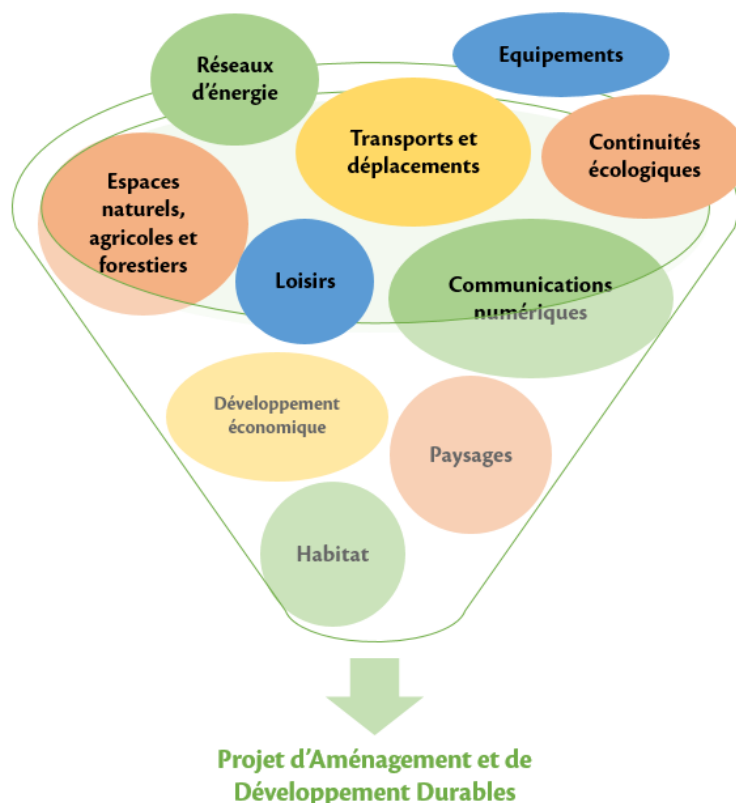 Réseaux
d'énergie
Equipements
Transports et
déplacements
Continuités
écologiques
Espaces
naturels,
agricoles et
forestiers
Loisirs
Communications
numériques
Développement
économique
Paysages
Habitat
Projet d'Aménagement et de
Développement Durables